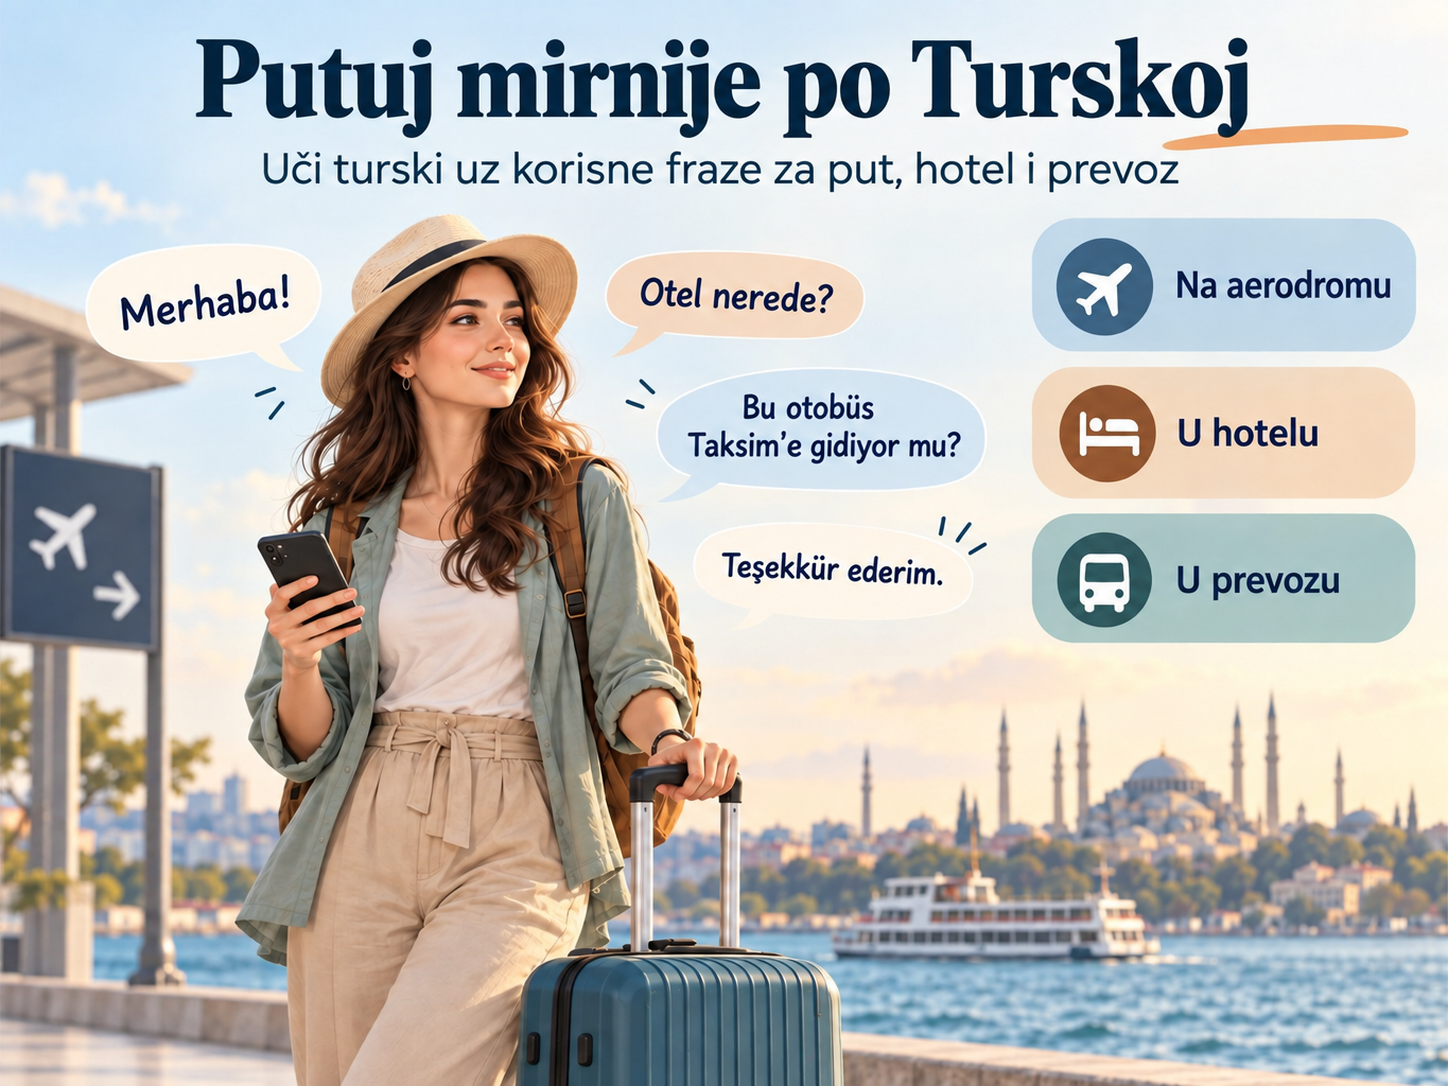 Putuj mirnije po Turskoj
Uči turski uz korisne fraze za put, hotel i prevoz
Merhaba!
Otel nerede?
Bu otobüs
Taksim'e gidiyor mu?
Teşekkür ederim.
Na aerodromu
U hotelu
U prevozu